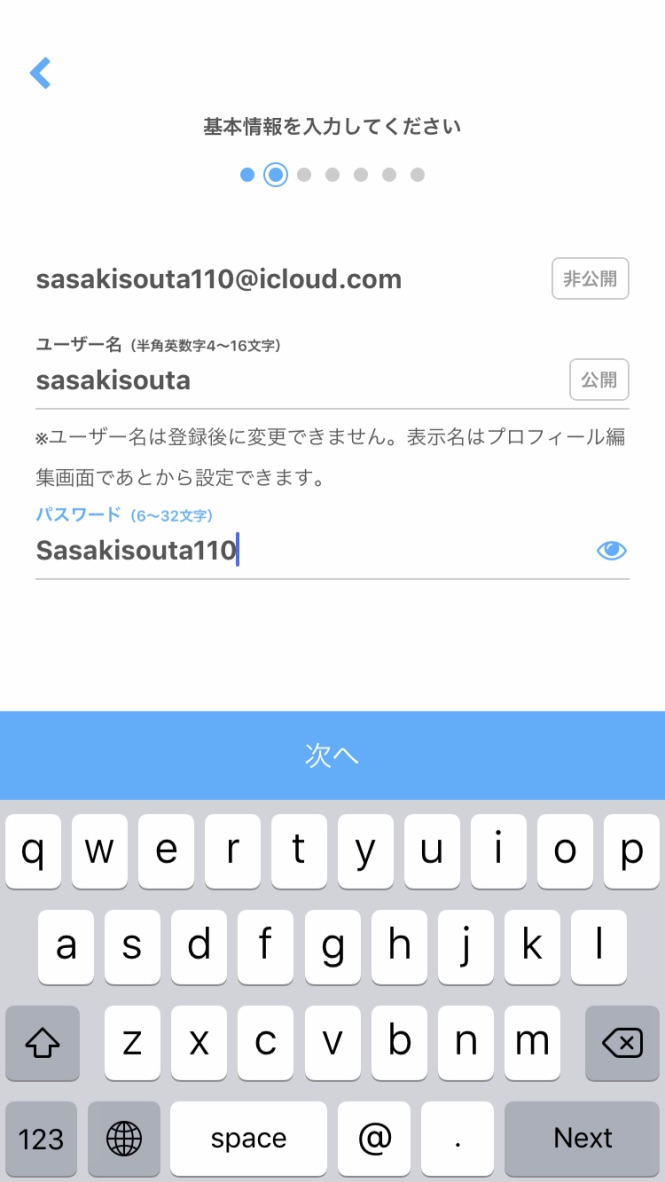 基本情報を入力してください
sasakisouta110@icloud.com 非公開
ユーザー名（半角英数字4〜16文字）
sasakisouta 公開
※ユーザー名は登録後に変更できません。表示名はプロフィール編
集画面であとから設定できます。
パスワード（6〜32文字）
Sasakisouta110
次へ
q w e r t y u i o p
a s d f g h j k l
z x c v b n m
123 space @ . Next